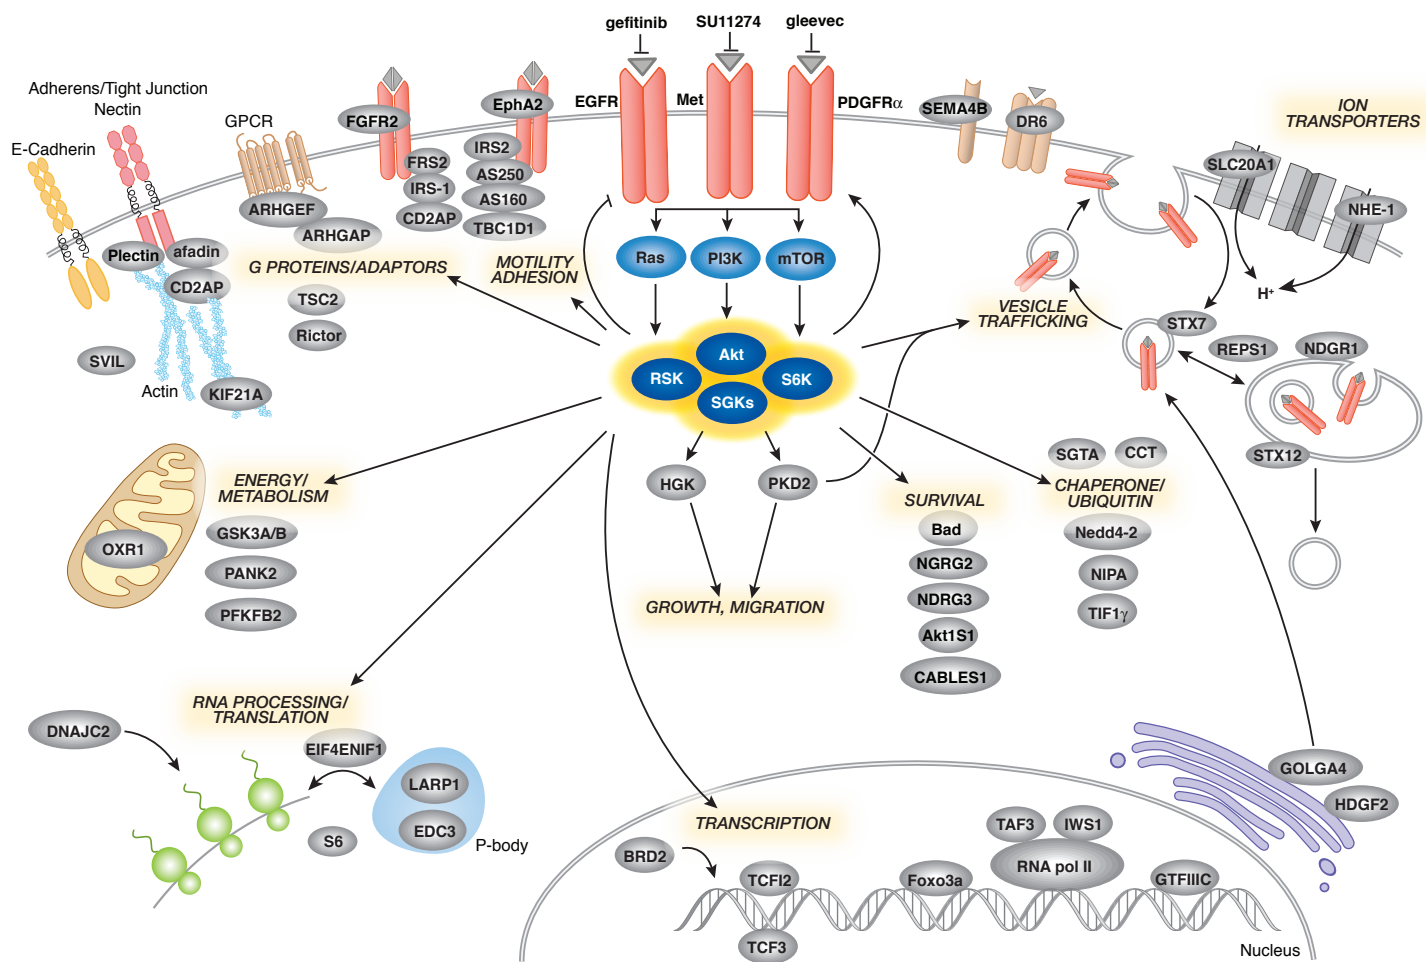 gefitinib
SU11274
gleevec
EGFR
Met
PDGFRα
Adherens/Tight Junction
Nectin
E-Cadherin
GPCR
FGFR2
EphA2
FRS2
IRS-1
CD2AP
IRS2
AS250
AS160
TBC1D1
ARHGEF
ARHGAP
Plectin
afadin
CD2AP
SEMA4B
DR6
ION
TRANSPORTERS
SLC20A1
NHE-1
H+
G PROTEINS/ADAPTORS
TSC2
Rictor
MOTILITY
ADHESION
Ras
PI3K
mTOR
VESICLE
TRAFFICKING
STX7
REPS1
NDGR1
STX12
SVIL
Actin
KIF21A
Akt
RSK
S6K
SGKs
HGK
PKD2
GROWTH, MIGRATION
ENERGY/
METABOLISM
OXR1
GSK3A/B
PANK2
PFKFB2
SURVIVAL
Bad
NGRG2
NDRG3
Akt1S1
CABLES1
SGTA
CCT
CHAPERONE/
UBIQUITIN
Nedd4-2
NIPA
TIF1γ
RNA PROCESSING/
TRANSLATION
DNAJC2
EIF4ENIF1
LARP1
EDC3
S6
P-body
TRANSCRIPTION
BRD2
TCFI2
TCF3
Foxo3a
TAF3
IWS1
RNA pol II
GTFIIIC
GOLGA4
HDGF2
Nucleus